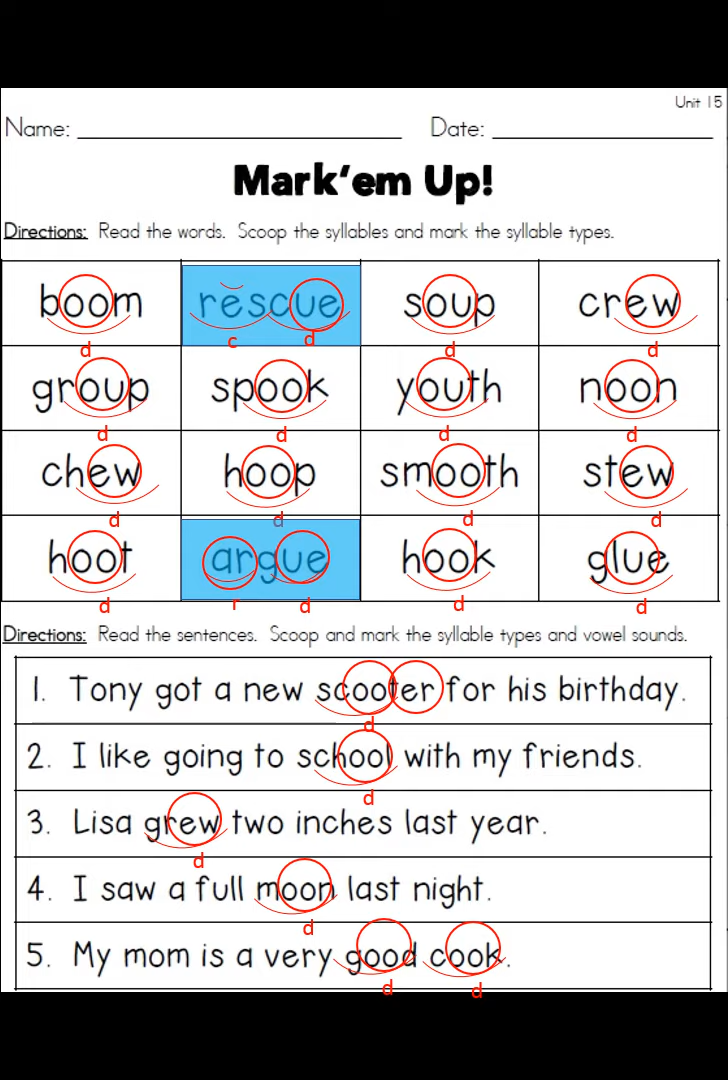 Unit 15
Name: ____________ Date: ____________
Mark'em Up!
Directions: Read the words. Scoop the syllables and mark the syllable types.
boom rescue soup crew
d c d d d
group spook youth noon
d d d d
chew hoop smooth stew
d d d d
hoot argue hook glue
d r d d d
Directions: Read the sentences. Scoop and mark the syllable types and vowel sounds.
1. Tony got a new scooter for his birthday.
d
2. I like going to school with my friends.
d
3. Lisa grew two inches last year.
d
4. I saw a full moon last night.
d
5. My mom is a very good cook.
d d